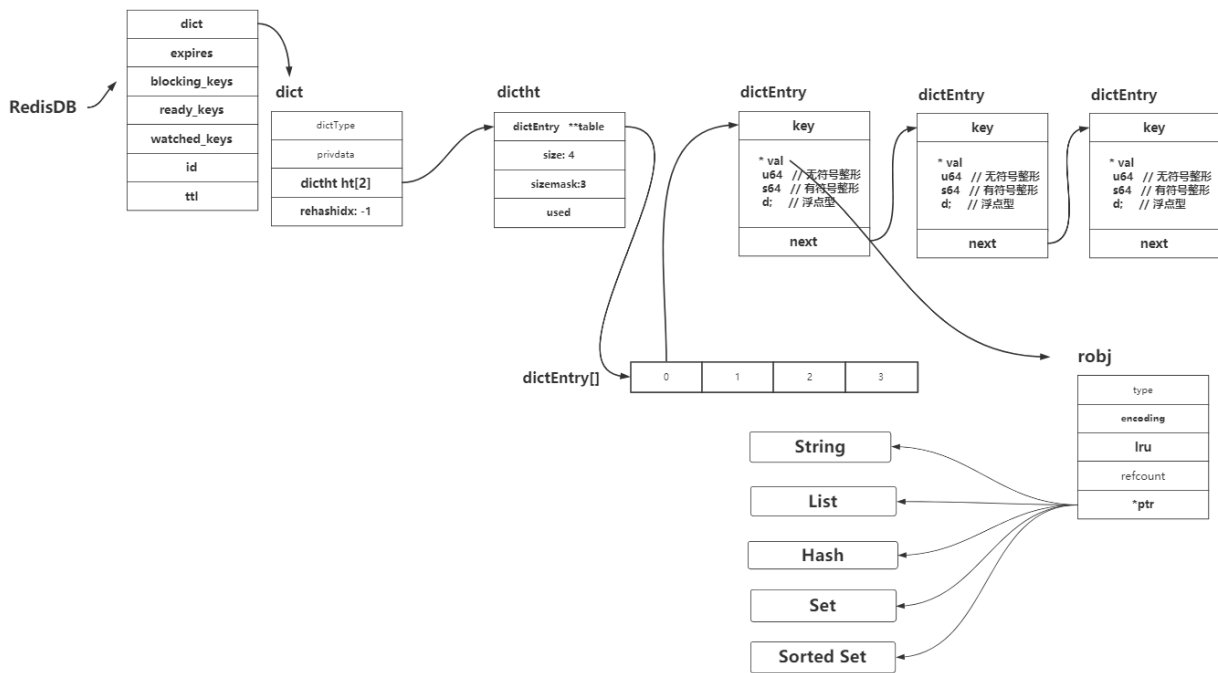 RedisDB
dict
expires
blocking_keys
ready_keys
watched_keys
id
ttl
dict
dictType
privdata
dictht ht[2]
rehashidx: -1
dictht
dictEntry **table
size: 4
sizemask:3
used
dictEntry
key
* val
u64 // 无符号整形
s64 // 有符号整形
d; // 浮点型
next
dictEntry
key
* val
u64 // 无符号整形
s64 // 有符号整形
d; // 浮点型
next
dictEntry
key
* val
u64 // 无符号整形
s64 // 有符号整形
d; // 浮点型
next
dictEntry[]
0
1
2
3
robj
type
encoding
lru
refcount
*ptr
String
List
Hash
Set
Sorted Set